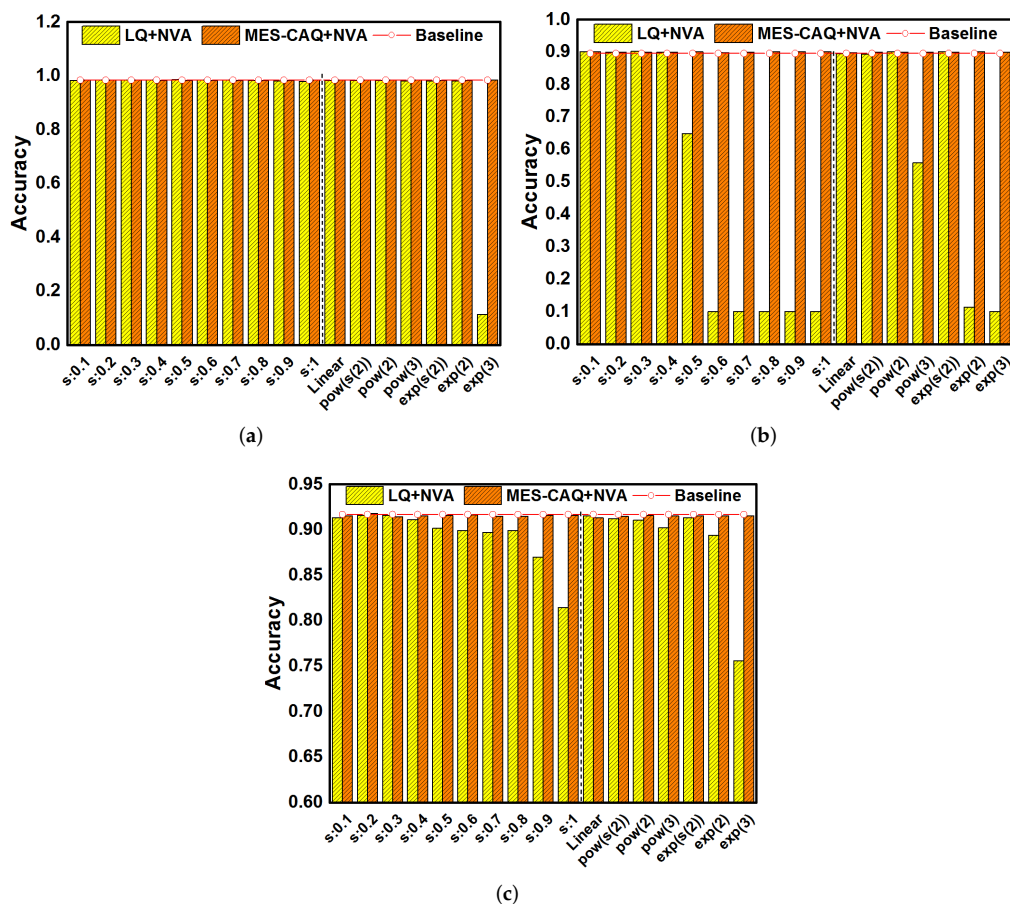 LQ+NVA MES-CAQ+NVA Baseline
Accuracy
1.2
1.0
0.8
0.6
0.4
0.2
0.0
s:0.1 s:0.2 s:0.3 s:0.4 s:0.5 s:0.6 s:0.7 s:0.8 s:0.9 s:1 Linear pow(s(2)) pow(2) pow(3) exp(s(2)) exp(2) exp(3)
(a)
LQ+NVA MES-CAQ+NVA Baseline
Accuracy
1.0
0.9
0.8
0.7
0.6
0.5
0.4
0.3
0.2
0.1
0.0
s:0.1 s:0.2 s:0.3 s:0.4 s:0.5 s:0.6 s:0.7 s:0.8 s:0.9 s:1 Linear pow(s(2)) pow(2) pow(3) exp(s(2)) exp(2) exp(3)
(b)
LQ+NVA MES-CAQ+NVA Baseline
Accuracy
0.95
0.90
0.85
0.80
0.75
0.70
0.65
0.60
s:0.1 s:0.2 s:0.3 s:0.4 s:0.5 s:0.6 s:0.7 s:0.8 s:0.9 s:1 Linear pow(s(2)) pow(2) pow(3) exp(s(2)) exp(2) exp(3)
(c)